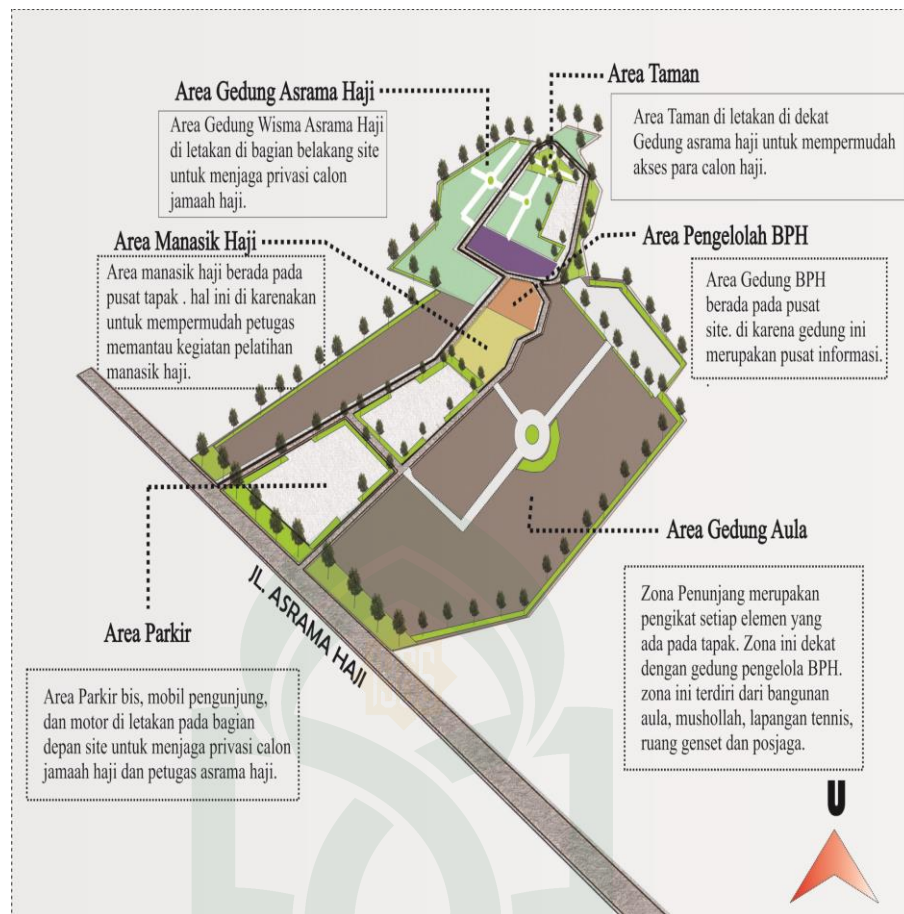 Area Gedung Asrama Haji
Area Gedung Wisma Asrama Haji
di letakan di bagian belakang site
untuk menjaga privasi calon
jamaah haji.
Area Taman
Area Taman di letakan di dekat
Gedung asrama haji untuk mempermudah
akses para calon haji.
Area Manasik Haji
Area manasik haji berada pada
pusat tapak . hal ini di karenakan
untuk mempermudah petugas
memantau kegiatan pelatihan
manasik haji.
Area Pengelolah BPH
Area Gedung BPH
berada pada pusat
site. di karena gedung ini
merupakan pusat informasi.
.
Area Gedung Aula
Zona Penunjang merupakan
pengikat setiap elemen yang
ada pada tapak. Zona ini dekat
dengan gedung pengelola BPH.
zona ini terdiri dari bangunan
aula, mushollah, lapangan tennis,
ruang genset dan posjaga.
JL. ASRAMA HAJI
Area Parkir
Area Parkir bis, mobil pengunjung,
dan motor di letakan pada bagian
depan site untuk menjaga privasi calon
jamaah haji dan petugas asrama haji.
U